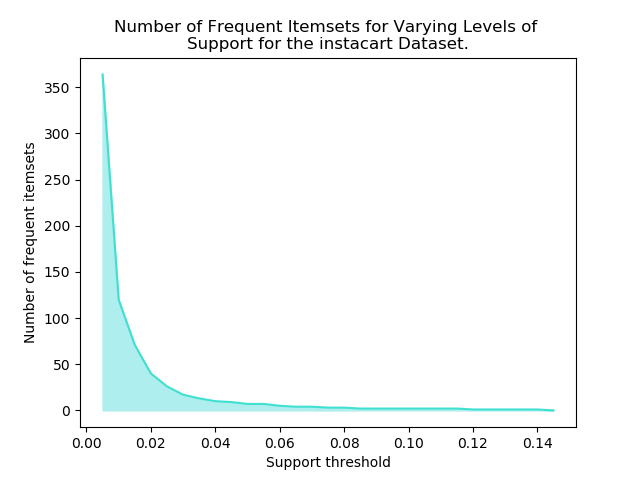 Number of Frequent Itemsets for Varying Levels of
Support for the instacart Dataset.
350
300
250
200
150
100
50
0
Number of frequent itemsets
0.00 0.02 0.04 0.06 0.08 0.10 0.12 0.14
Support threshold